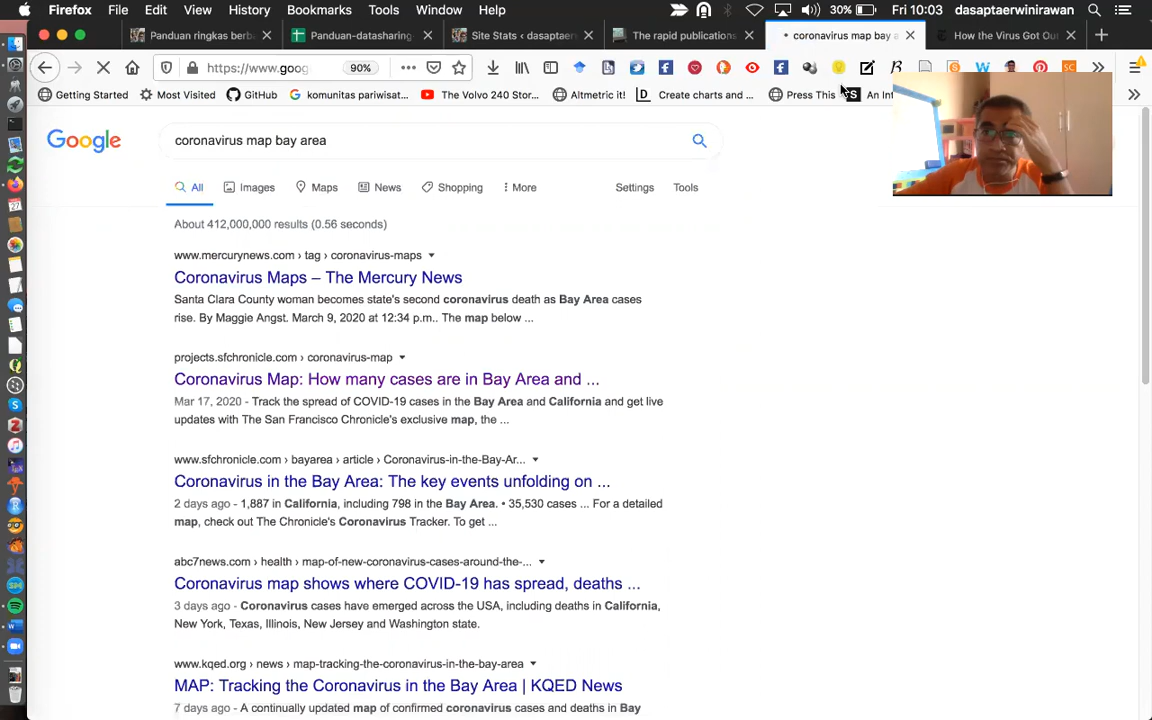 Firefox File Edit View History Bookmarks Tools Window Help 30% Fri 10:03 dasaptaerwinirawan
Panduan ringkas ber Panduan-datasharing Site Stats ‹ dasaptaer The rapid publications coronavirus map bay a How the Virus Got Out
https://www.goog 90%
Getting Started Most Visited GitHub komunitas pariwisat... The Volvo 240 Stor... Altmetric it! Create charts and ... Press This An In
Google coronavirus map bay area
All Images Maps News Shopping More Settings Tools
About 412,000,000 results (0.56 seconds)
www.mercurynews.com › tag › coronavirus-maps
Coronavirus Maps – The Mercury News
Santa Clara County woman becomes state's second coronavirus death as Bay Area cases
rise. By Maggie Angst. March 9, 2020 at 12:34 p.m.. The map below ...
projects.sfchronicle.com › coronavirus-map
Coronavirus Map: How many cases are in Bay Area and ...
Mar 17, 2020 - Track the spread of COVID-19 cases in the Bay Area and California and get live
updates with The San Francisco Chronicle's exclusive map, the ...
www.sfchronicle.com › bayarea › article › Coronavirus-in-the-Bay-Ar...
Coronavirus in the Bay Area: The key events unfolding on ...
2 days ago - 1,887 in California, including 798 in the Bay Area. • 35,530 cases ... For a detailed
map, check out The Chronicle's Coronavirus Tracker. To get ...
abc7news.com › health › map-of-new-coronavirus-cases-around-the-...
Coronavirus map shows where COVID-19 has spread, deaths ...
3 days ago - Coronavirus cases have emerged across the USA, including deaths in California,
New York, Texas, Illinois, New Jersey and Washington state.
www.kqed.org › news › map-tracking-the-coronavirus-in-the-bay-area
MAP: Tracking the Coronavirus in the Bay Area | KQED News
7 days ago - A continually updated map of confirmed coronavirus cases and deaths in Bay